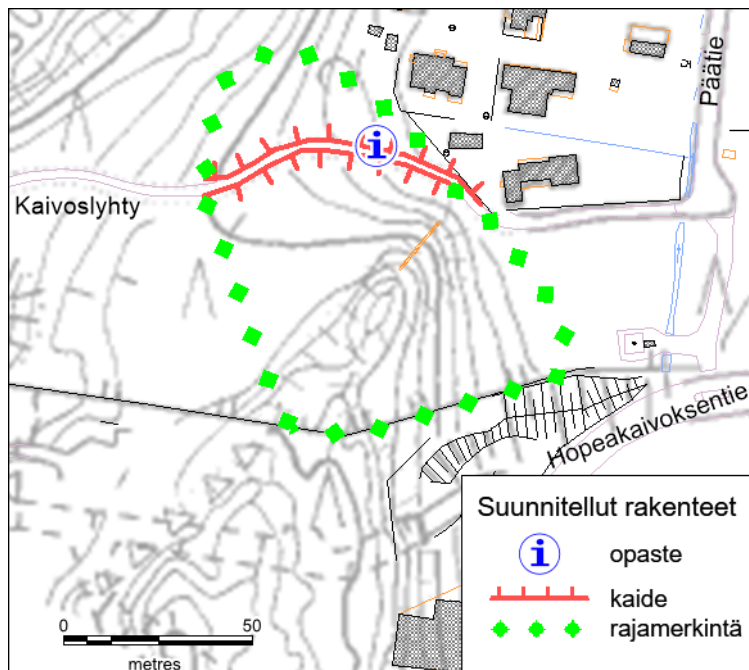 Päätie
Kaivoslyhty
Hopeakaivoksentie
Suunnitellut rakenteet
i
opaste
kaide
rajamerkintä
0 50
metres